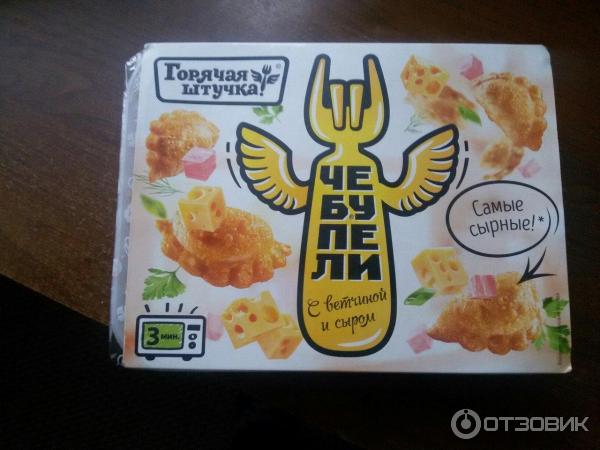 Горячая
штучка!
®
ЧЕ
БУ
ПЕ
ЛИ
С ветчиной
и сыром
Самые
сырные!*
3 мин.
ОТЗОВИК